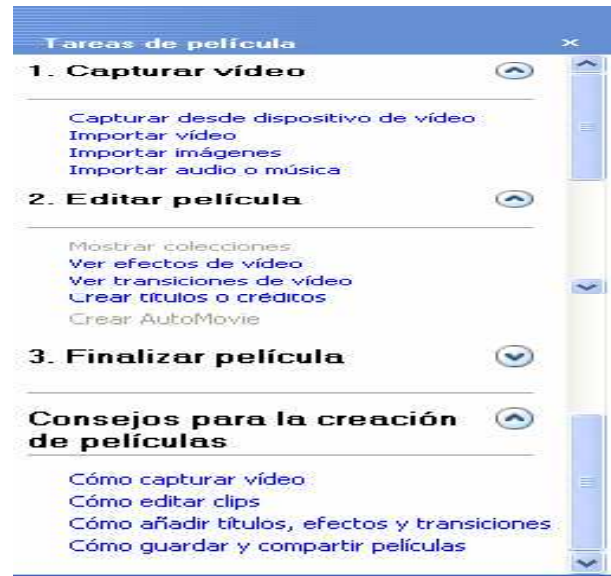 Tareas de película
1. Capturar vídeo
Capturar desde dispositivo de vídeo
Importar vídeo
Importar imágenes
Importar audio o música
2. Editar película
Mostrar colecciones
Ver efectos de vídeo
Ver transiciones de vídeo
Crear títulos o créditos
Crear AutoMovie
3. Finalizar película
Consejos para la creación
de películas
Cómo capturar vídeo
Cómo editar clips
Cómo añadir títulos, efectos y transiciones
Cómo guardar y compartir películas